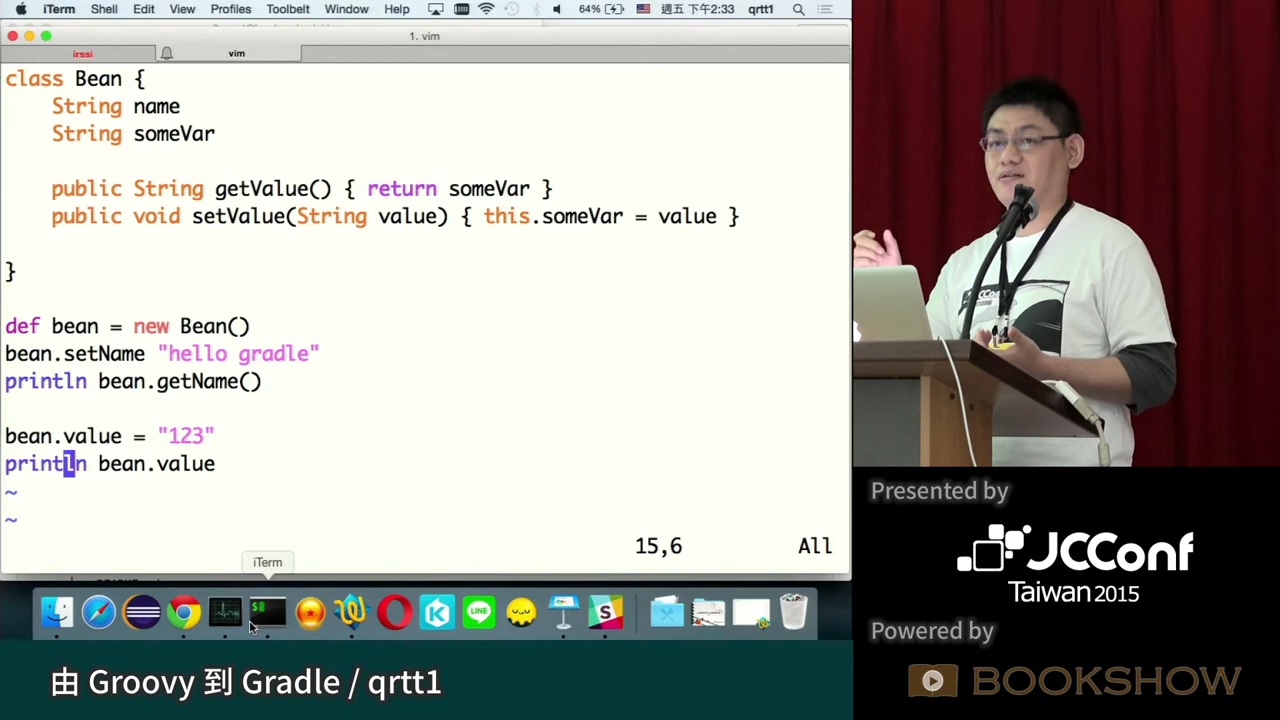 iTerm Shell Edit View Profiles Toolbelt Window Help 64% 週五 下午2:33 qrtt1
1. vim
irssi vim
class Bean {
    String name
    String someVar
    public String getValue() { return someVar }
    public void setValue(String value) { this.someVar = value }
}
def bean = new Bean()
bean.setName "hello gradle"
println bean.getName()
bean.value = "123"
println bean.value
~
~
15,6 All
iTerm
LINE
由 Groovy 到 Gradle / qrtt1
JCConf
Presented by
JCConf
Taiwan 2015
Powered by
BOOKSHOW